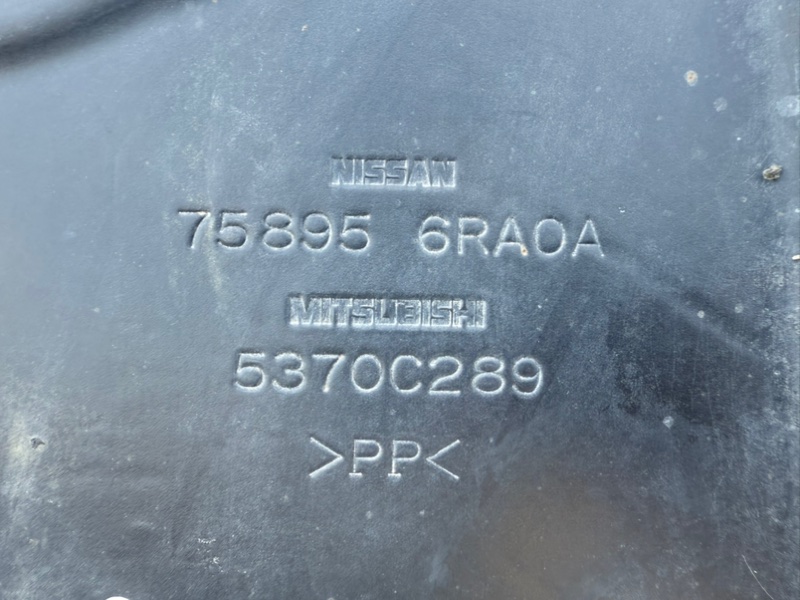 NISSAN
75895 6RA0A
MITSUBISHI
5370C289
>PP<